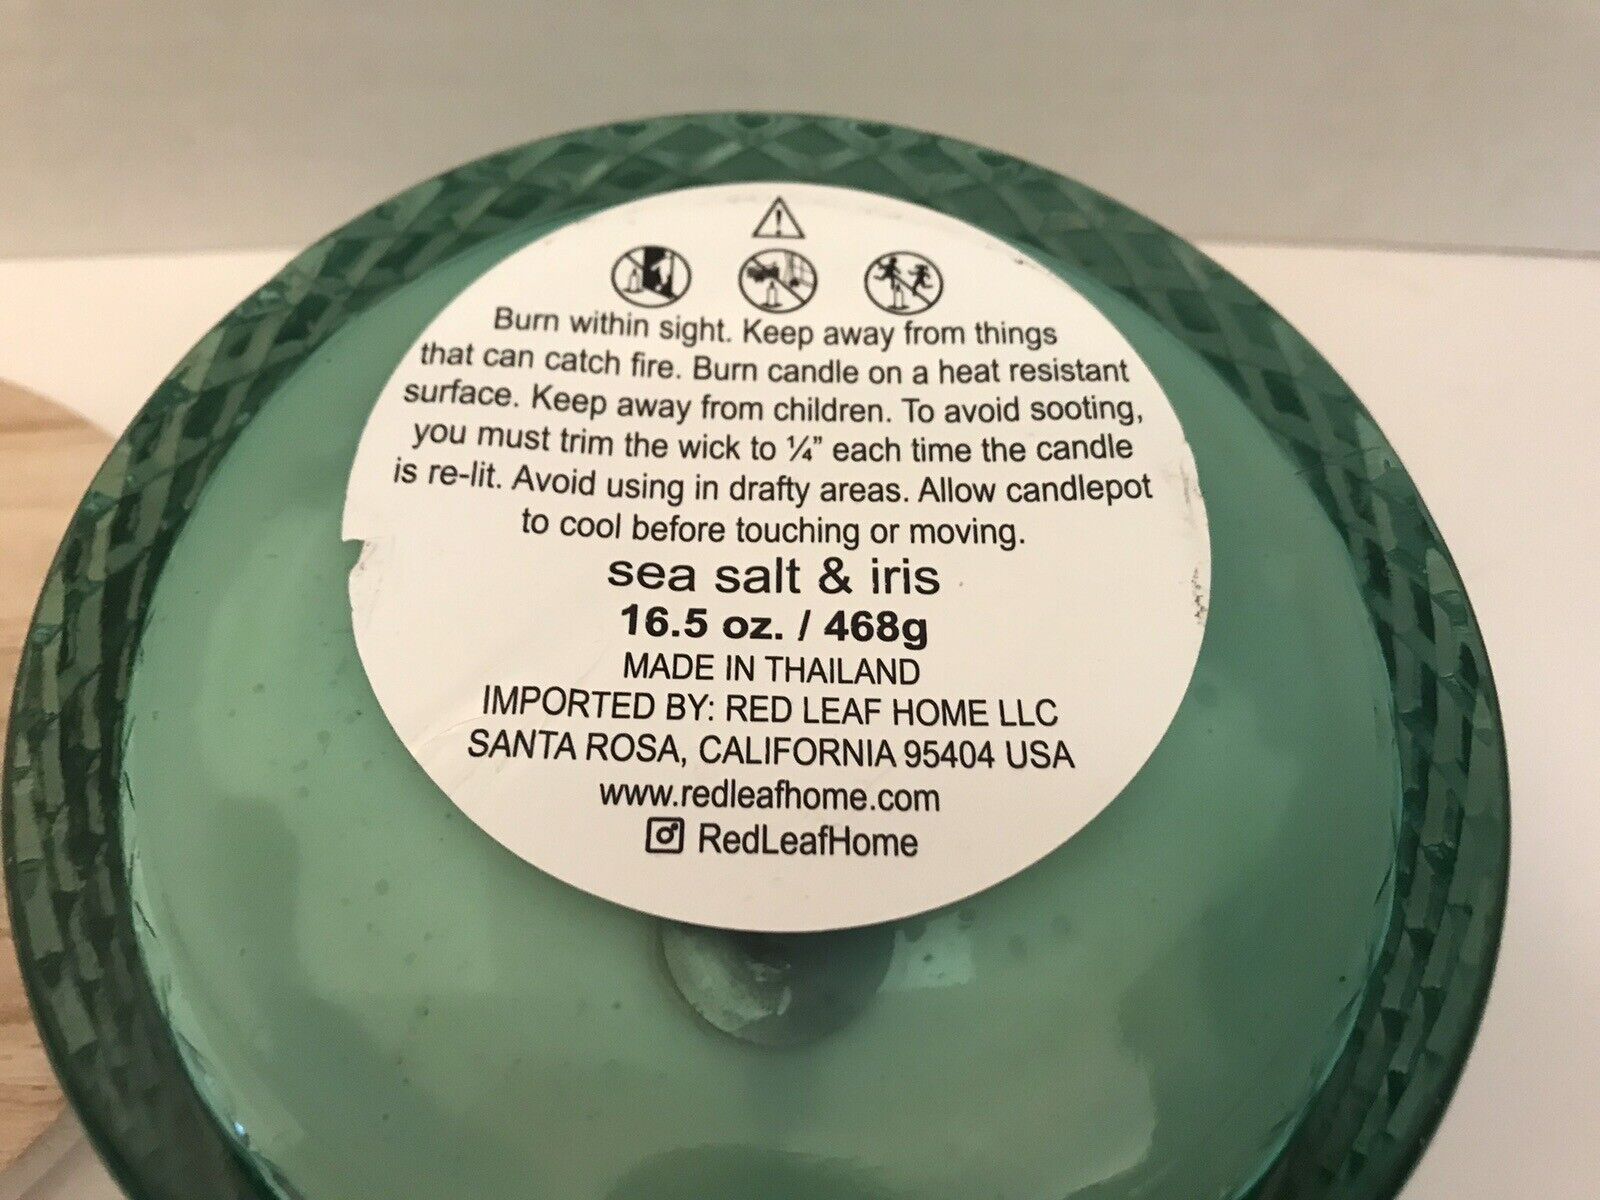 Burn within sight. Keep away from things
that can catch fire. Burn candle on a heat resistant
surface. Keep away from children. To avoid sooting,
you must trim the wick to ¼” each time the candle
is re-lit. Avoid using in drafty areas. Allow candlepot
to cool before touching or moving.
sea salt & iris
16.5 oz. / 468g
MADE IN THAILAND
IMPORTED BY: RED LEAF HOME LLC
SANTA ROSA, CALIFORNIA 95404 USA
www.redleafhome.com
RedLeafHome